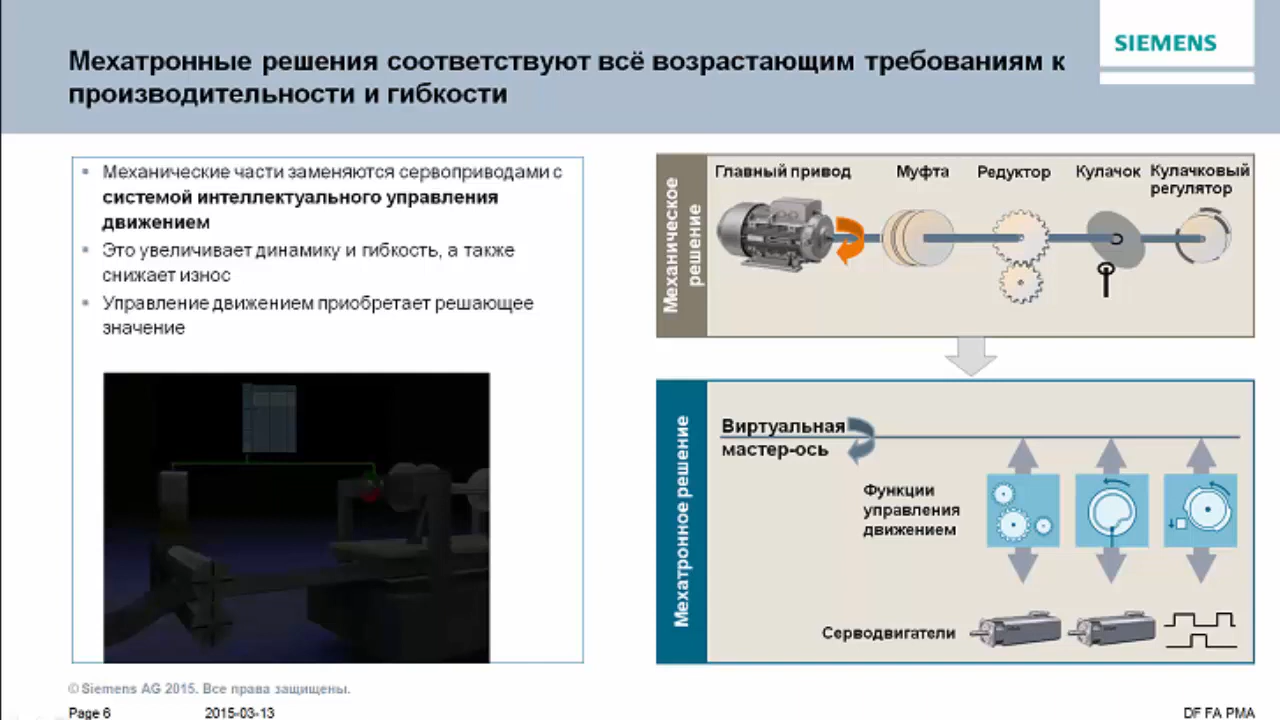 SIEMENS
Мехатронные решения соответствуют всё возрастающим требованиям к
производительности и гибкости
Механические части заменяются сервоприводами с
системой интеллектуального управления
движением
Это увеличивает динамику и гибкость, а также
снижает износ
Управление движением приобретает решающее
значение
Механическое
решение
Главный привод
Муфта
Редуктор
Кулачок
Кулачковый
регулятор
Мехатронное решение
Виртуальная
мастер-ось
Функции
управления
движением
Серводвигатели
© Siemens AG 2015. Все права защищены.
Page 6
2015-03-13
DF FA PMA